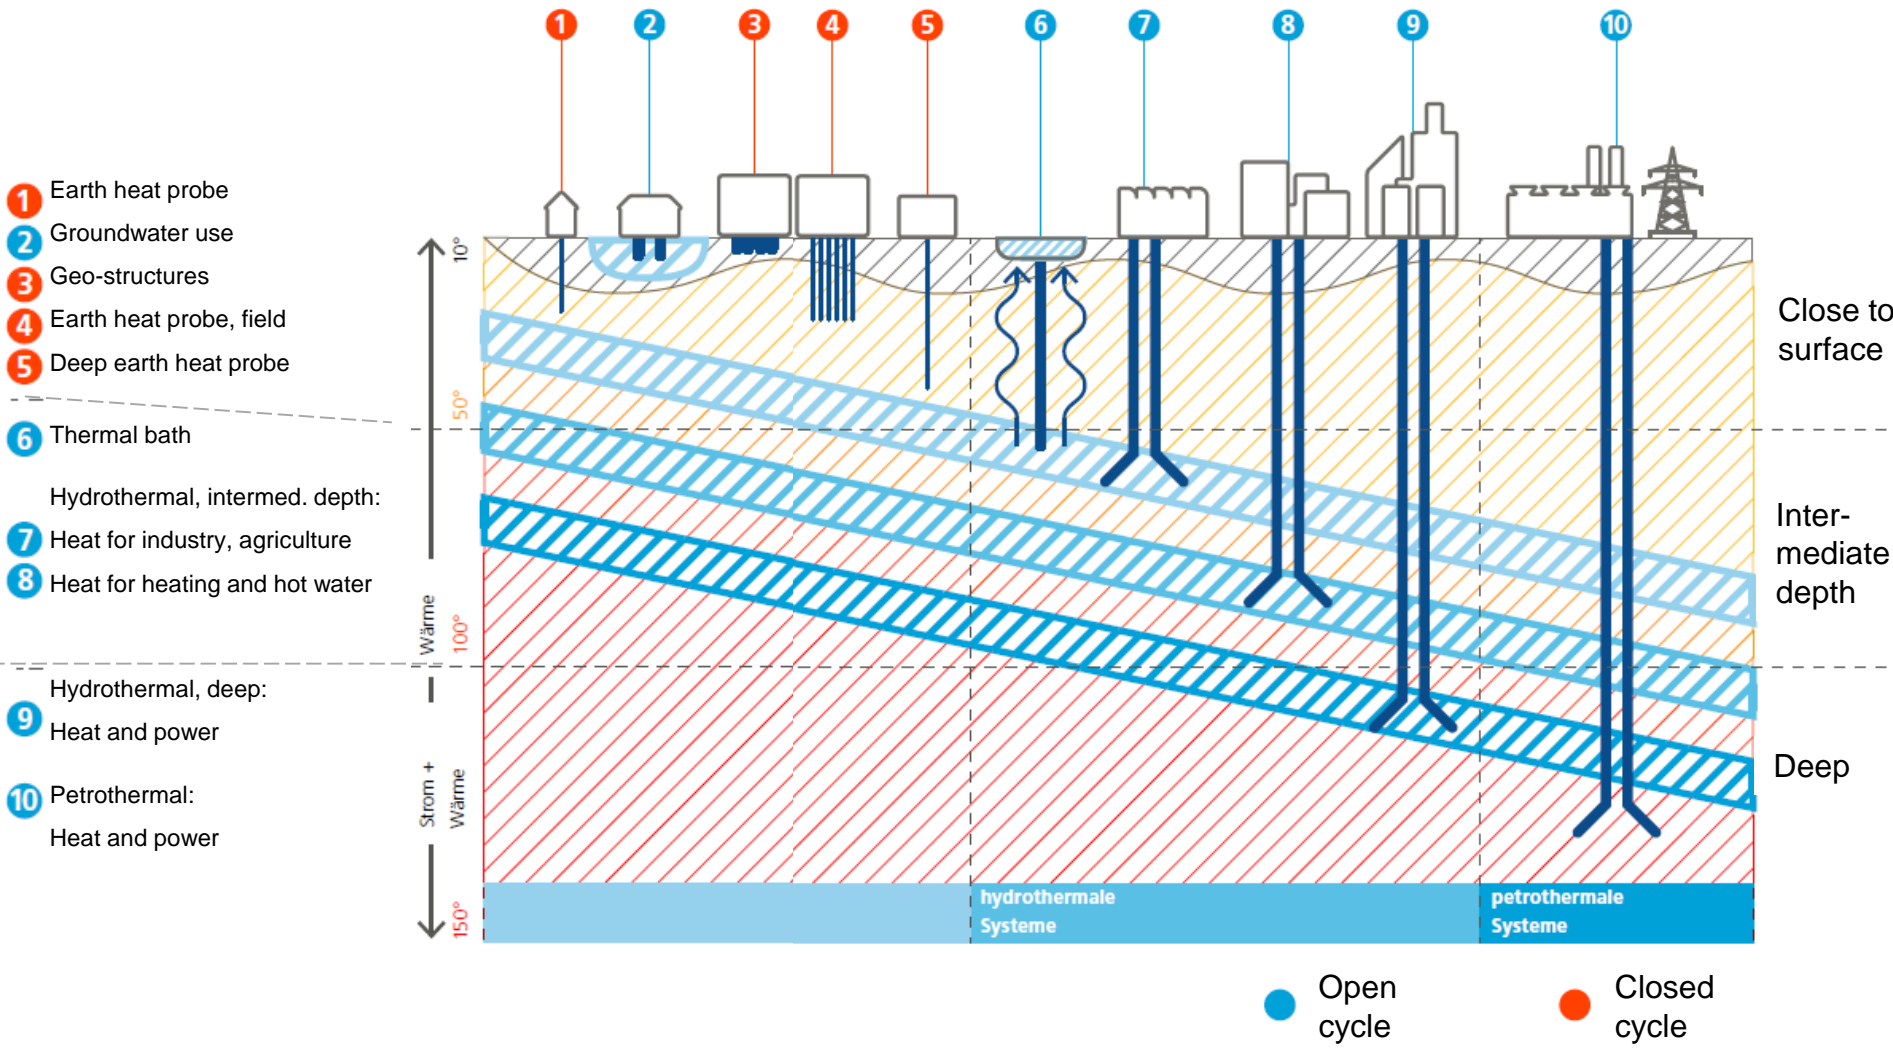 1 2 3 4 5 6 7 8 9 10
1 Earth heat probe
2 Groundwater use
3 Geo-structures
4 Earth heat probe, field
5 Deep earth heat probe
6 Thermal bath
Hydrothermal, intermed. depth:
7 Heat for industry, agriculture
8 Heat for heating and hot water
Hydrothermal, deep:
9 Heat and power
10 Petrothermal:
Heat and power
10°
50°
100°
150°
Wärme
Strom +
Wärme
Close to
surface
Inter-
mediate
depth
Deep
hydrothermale
Systeme
petrothermale
Systeme
Open
cycle
Closed
cycle